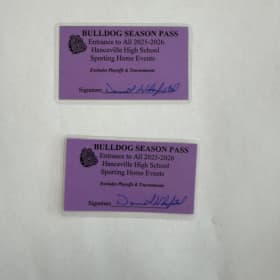 BULLDOG SEASON PASS
Entrance to All 2025-2026
Hanceville High School
Sporting Home Events
Excludes Playoffs & Tournaments
Signature
BULLDOG SEASON PASS
Entrance to All 2025-2026
Hanceville High School
Sporting Home Events
Excludes Playoffs & Tournaments
Signature